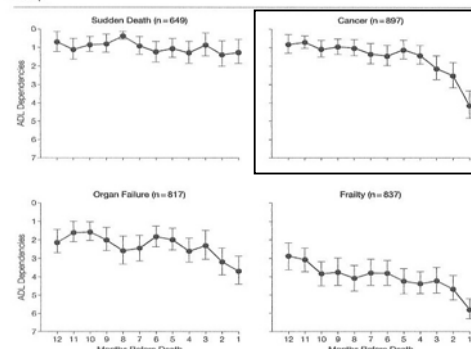 Sudden Death (n=649)
Cancer (n=897)
ADL Dependencies
0
1
2
3
4
5
6
7
Organ Failure (n=817)
Frailty (n=837)
ADL Dependencies
0
1
2
3
4
5
6
7
12 11 10 9 8 7 6 5 4 3 2 1
12 11 10 9 8 7 6 5 4 3 2 1
Months Before Death
Months Before Death